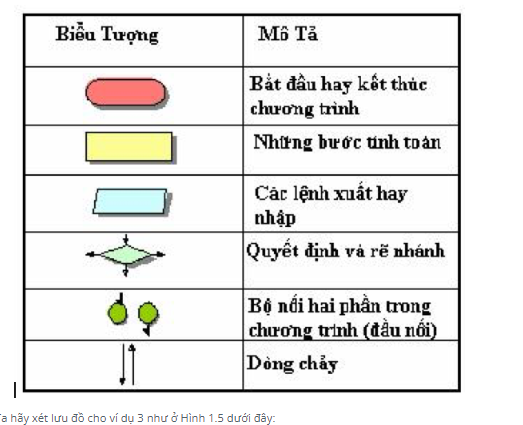 Biểu Tượng
Mô Tả
Bắt đầu hay kết thúc
chương trình
Những bước tính toán
Các lệnh xuất hay
nhập
Quyết định và rẽ nhánh
Bộ nối hai phần trong
chương trình (đầu nối)
Dòng chảy
a hãy xét lưu đồ cho ví dụ 3 như ở Hình 1.5 dưới đây: